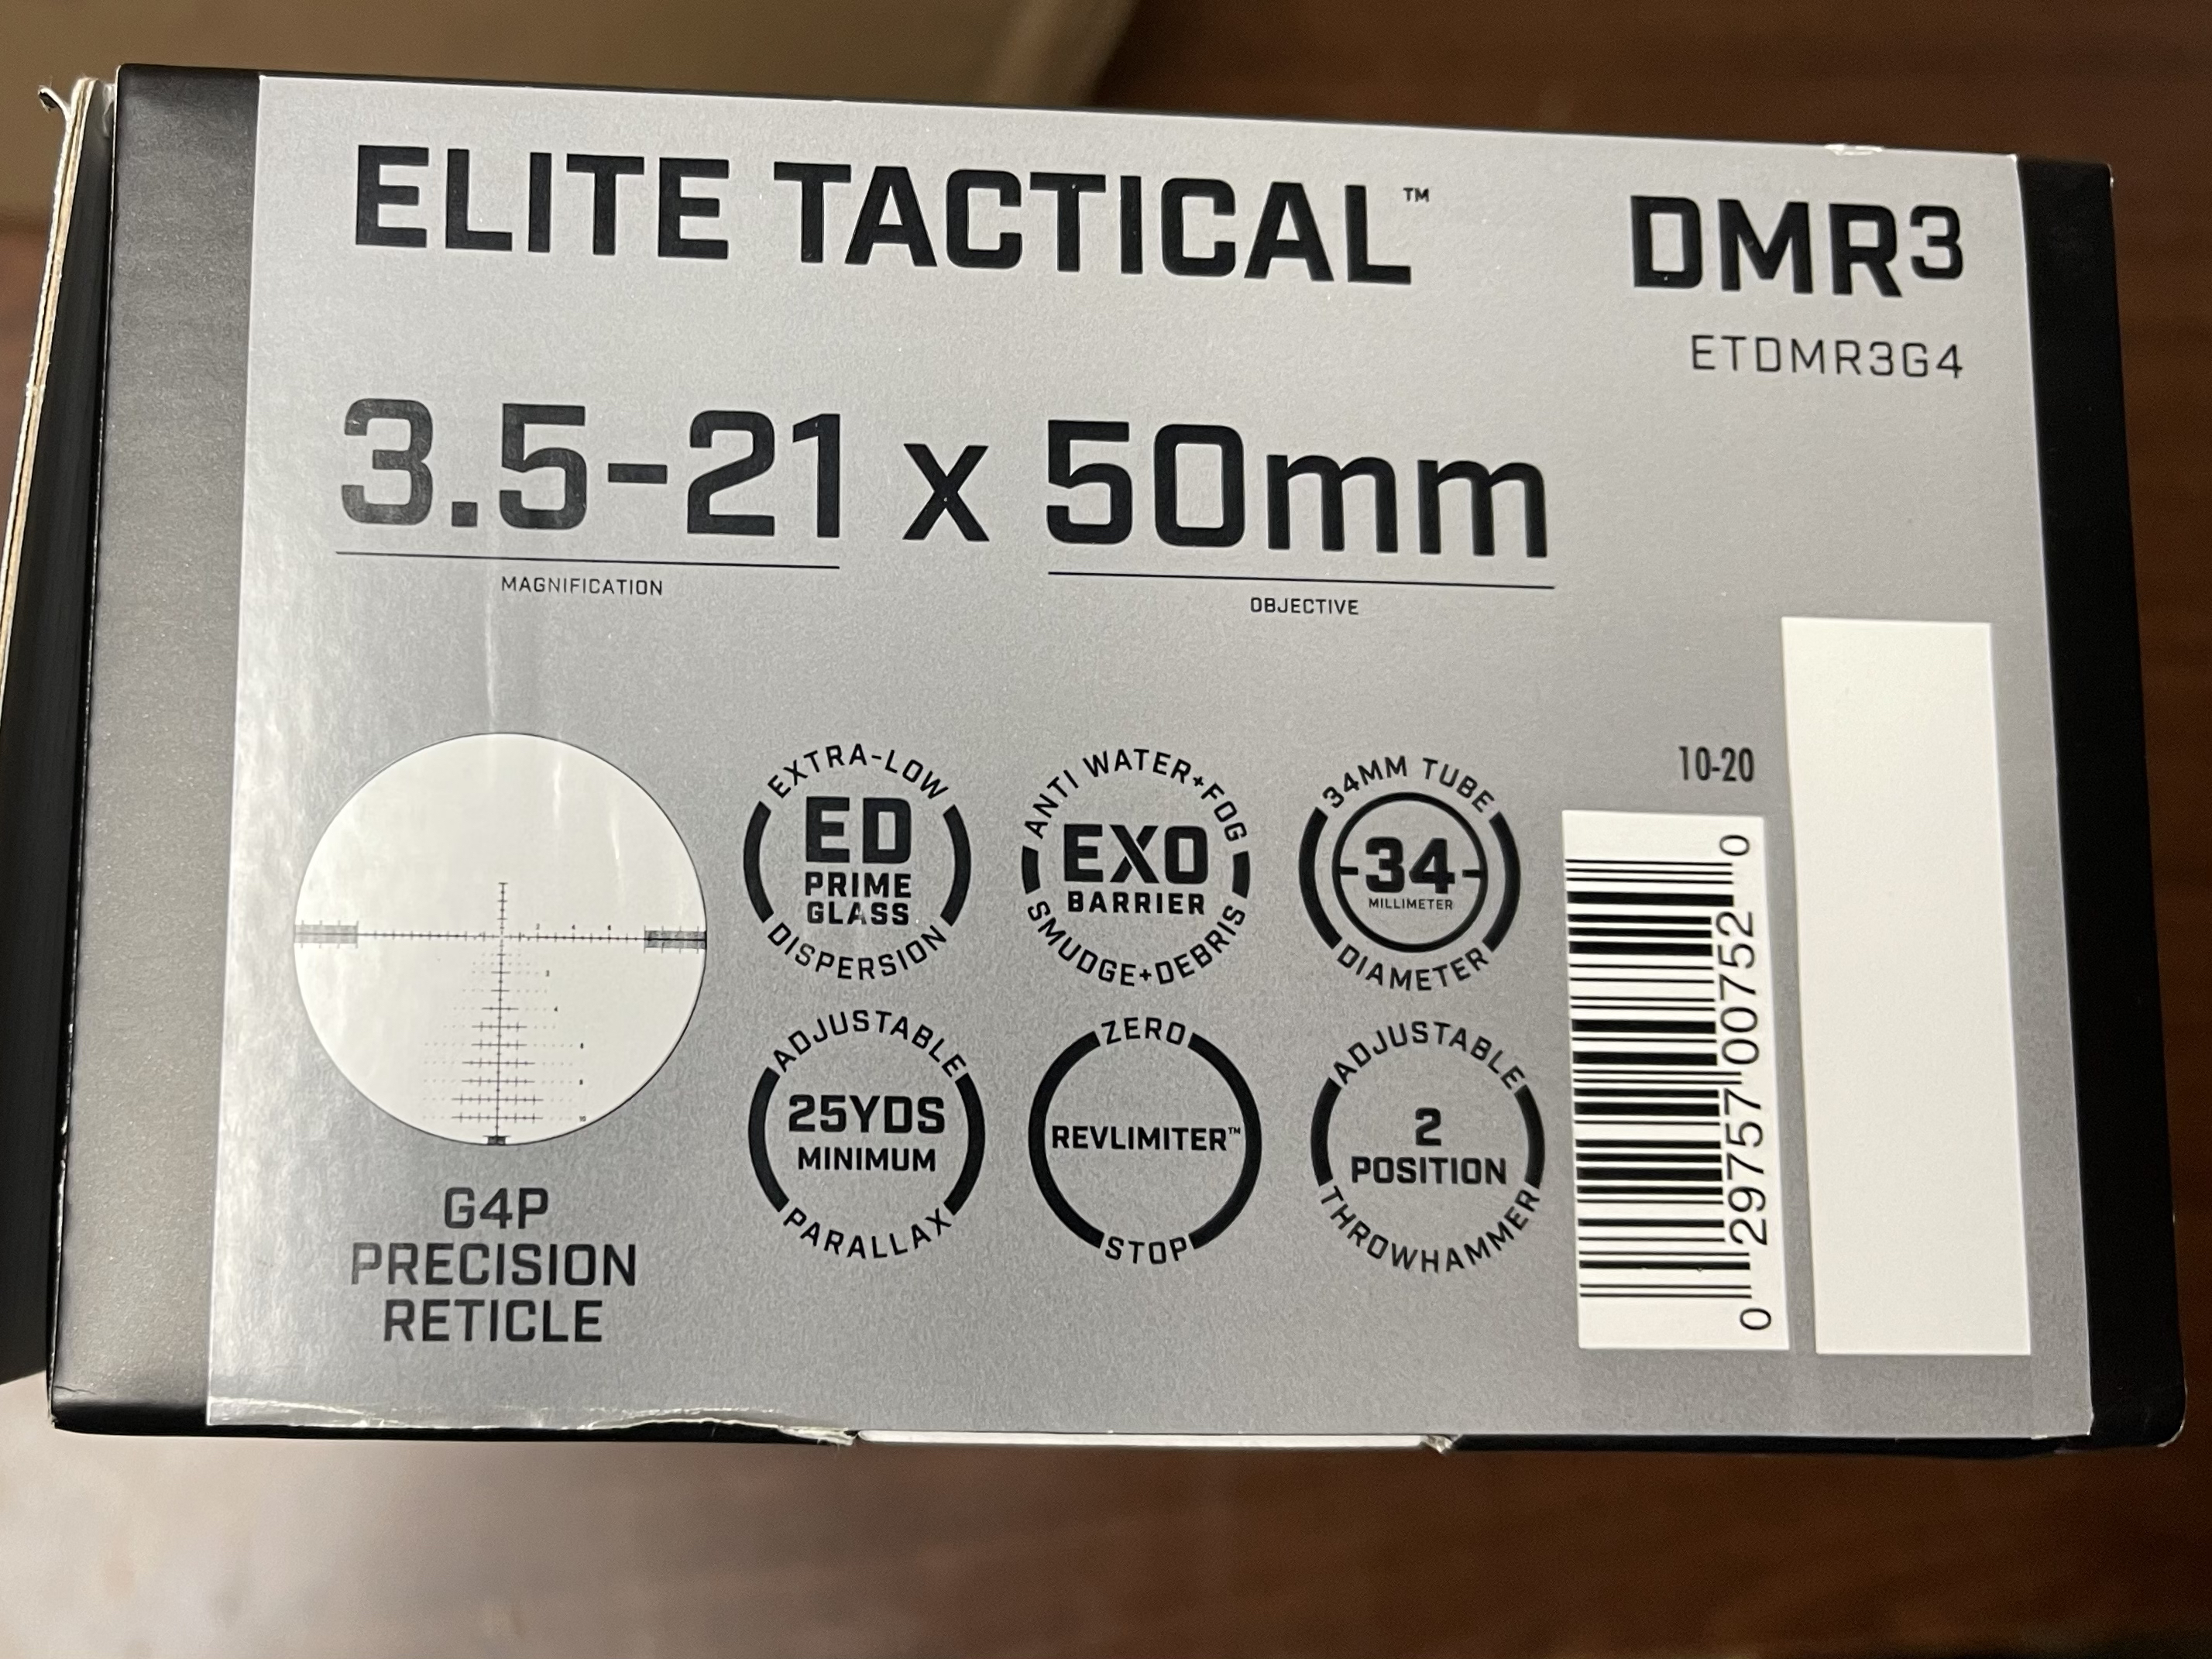 ELITE TACTICAL™
DMR3
ETDMR3G4
3.5-21 x 50mm
MAGNIFICATION
OBJECTIVE
G4P
PRECISION
RETICLE
EXTRA-LOW
ED
PRIME
GLASS
DISPERSION
ANTI WATER+FOG
EXO
BARRIER
SMUDGE+DEBRIS
34MM TUBE
34
MILLIMETER
DIAMETER
ADJUSTABLE
25YDS
MINIMUM
PARALLAX
ZERO
REVLIMITER™
STOP
ADJUSTABLE
2
POSITION
THROWHAMMER
10-20
0 29757 00752 0